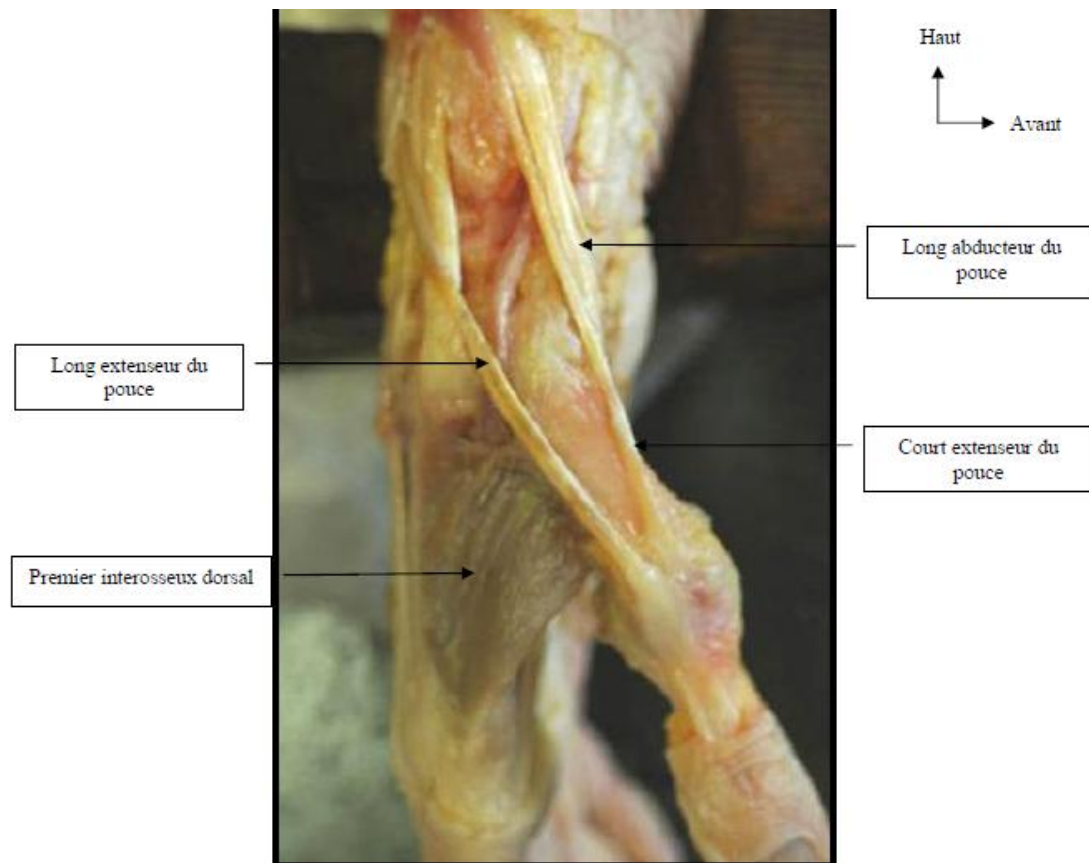 Haut
Avant
Long abducteur du
pouce
Long extenseur du
pouce
Court extenseur du
pouce
Premier interosseux dorsal